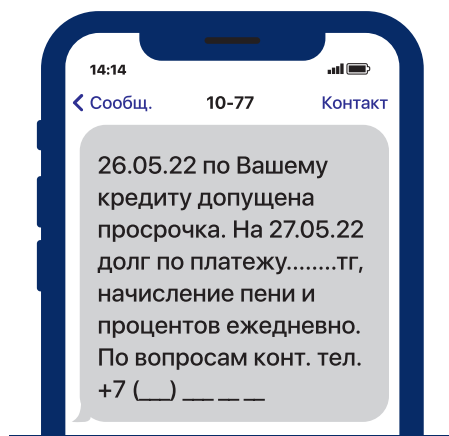 14:14
Сообщ. 10-77 Контакт
26.05.22 по Вашему
кредиту допущена
просрочка. На 27.05.22
долг по платежу........тг,
начисление пени и
процентов ежедневно.
По вопросам конт. тел.
+7 (___) ___ __ __